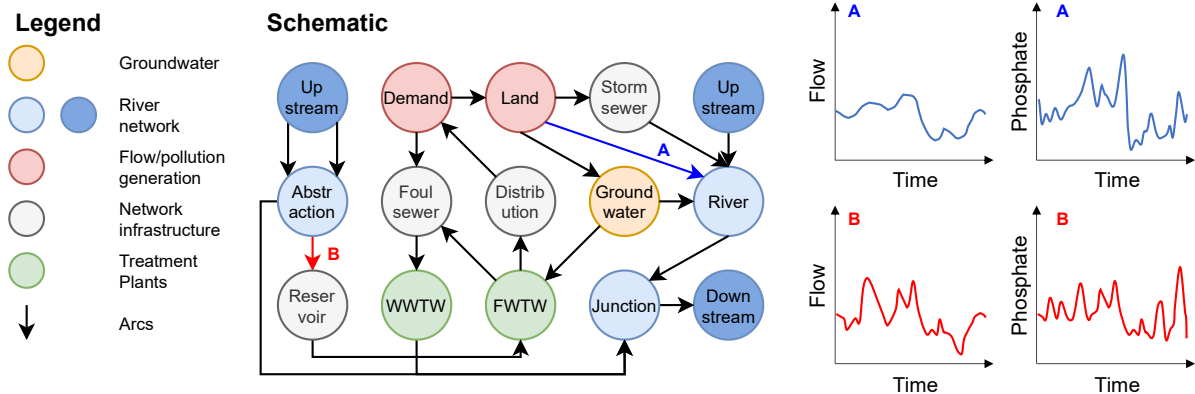 Legend
Groundwater
River
network
Flow/pollution
generation
Network
infrastructure
Treatment
Plants
Arcs
Schematic
Up
stream
Demand
Land
Storm
sewer
Up
stream
A
Abstr
action
Foul
sewer
Distrib
ution
Ground
water
River
B
Reser
voir
WWTW
FWTW
Junction
Down
stream
A
Flow
Time
A
Phosphate
Time
B
Flow
Time
B
Phosphate
Time